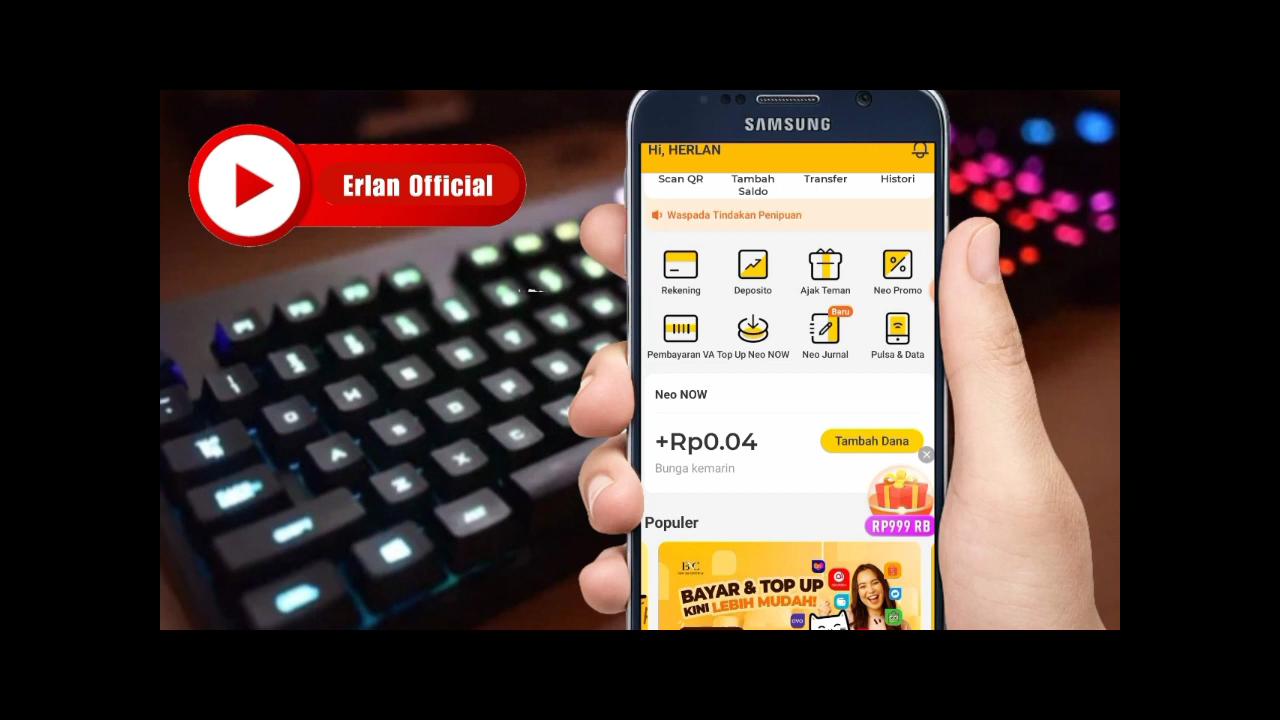 SAMSUNG
Erlan Official
Hi, HERLAN
Scan QR
Tambah
Saldo
Transfer
Histori
Waspada Tindakan Penipuan
Rekening
Deposito
Ajak Teman
Neo Promo
Baru
Pembayaran VA
Top Up Neo NOW
Neo Jurnal
Pulsa & Data
Neo NOW
+Rp0.04
Tambah Dana
Bunga kemarin
RP999 RB
Populer
BNC
BAYAR & TOP UP
KINI LEBIH MUDAH!
OVO